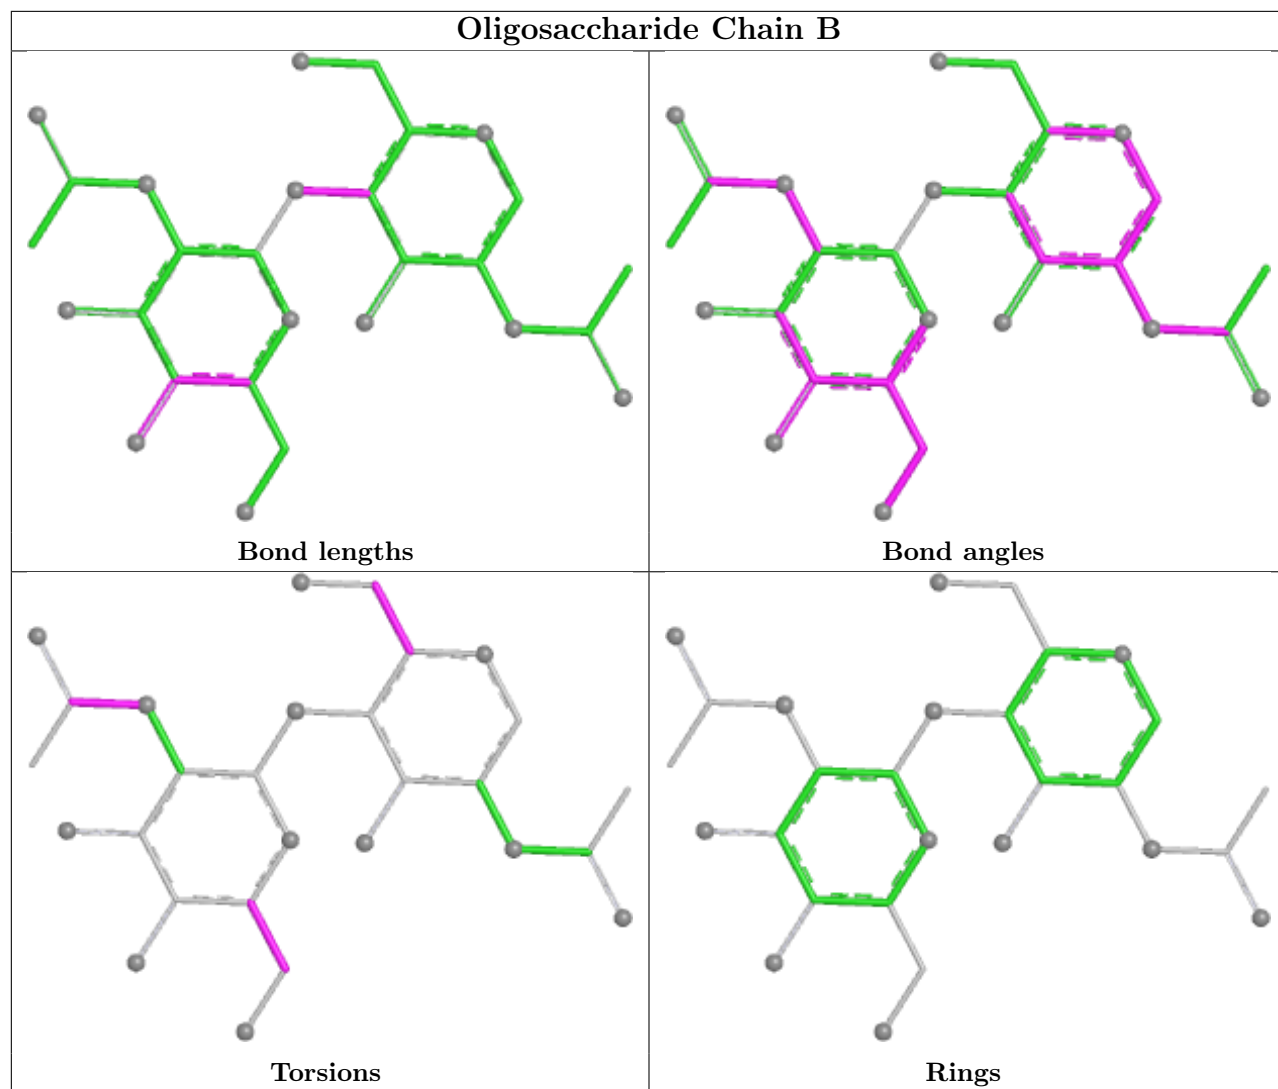 Oligosaccharide Chain B
Bond lengths
Bond angles
Torsions
Rings